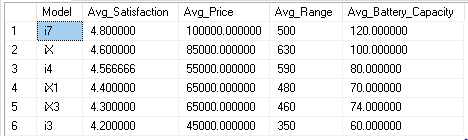 Model Avg_Satisfaction Avg_Price Avg_Range Avg_Battery_Capacity
1 i7 4.800000 100000.000000 500 120.000000
2 iX 4.600000 85000.000000 630 100.000000
3 i4 4.566666 55000.000000 590 80.000000
4 iX1 4.400000 65000.000000 480 70.000000
5 iX3 4.300000 65000.000000 460 74.000000
6 i3 4.200000 45000.000000 350 60.000000